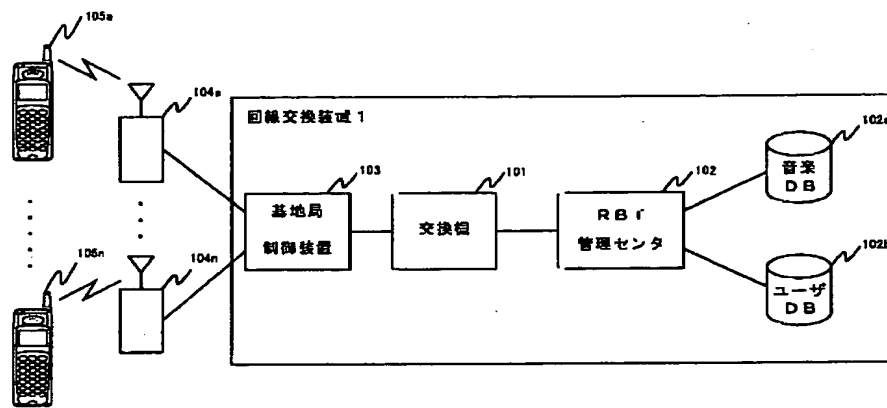 105a
104a
回線交換装置 1
102a
音楽
DB
103
101
102
基地局
制御装置
交換機
RBT
管理センタ
105n
104n
102b
ユーザ
DB